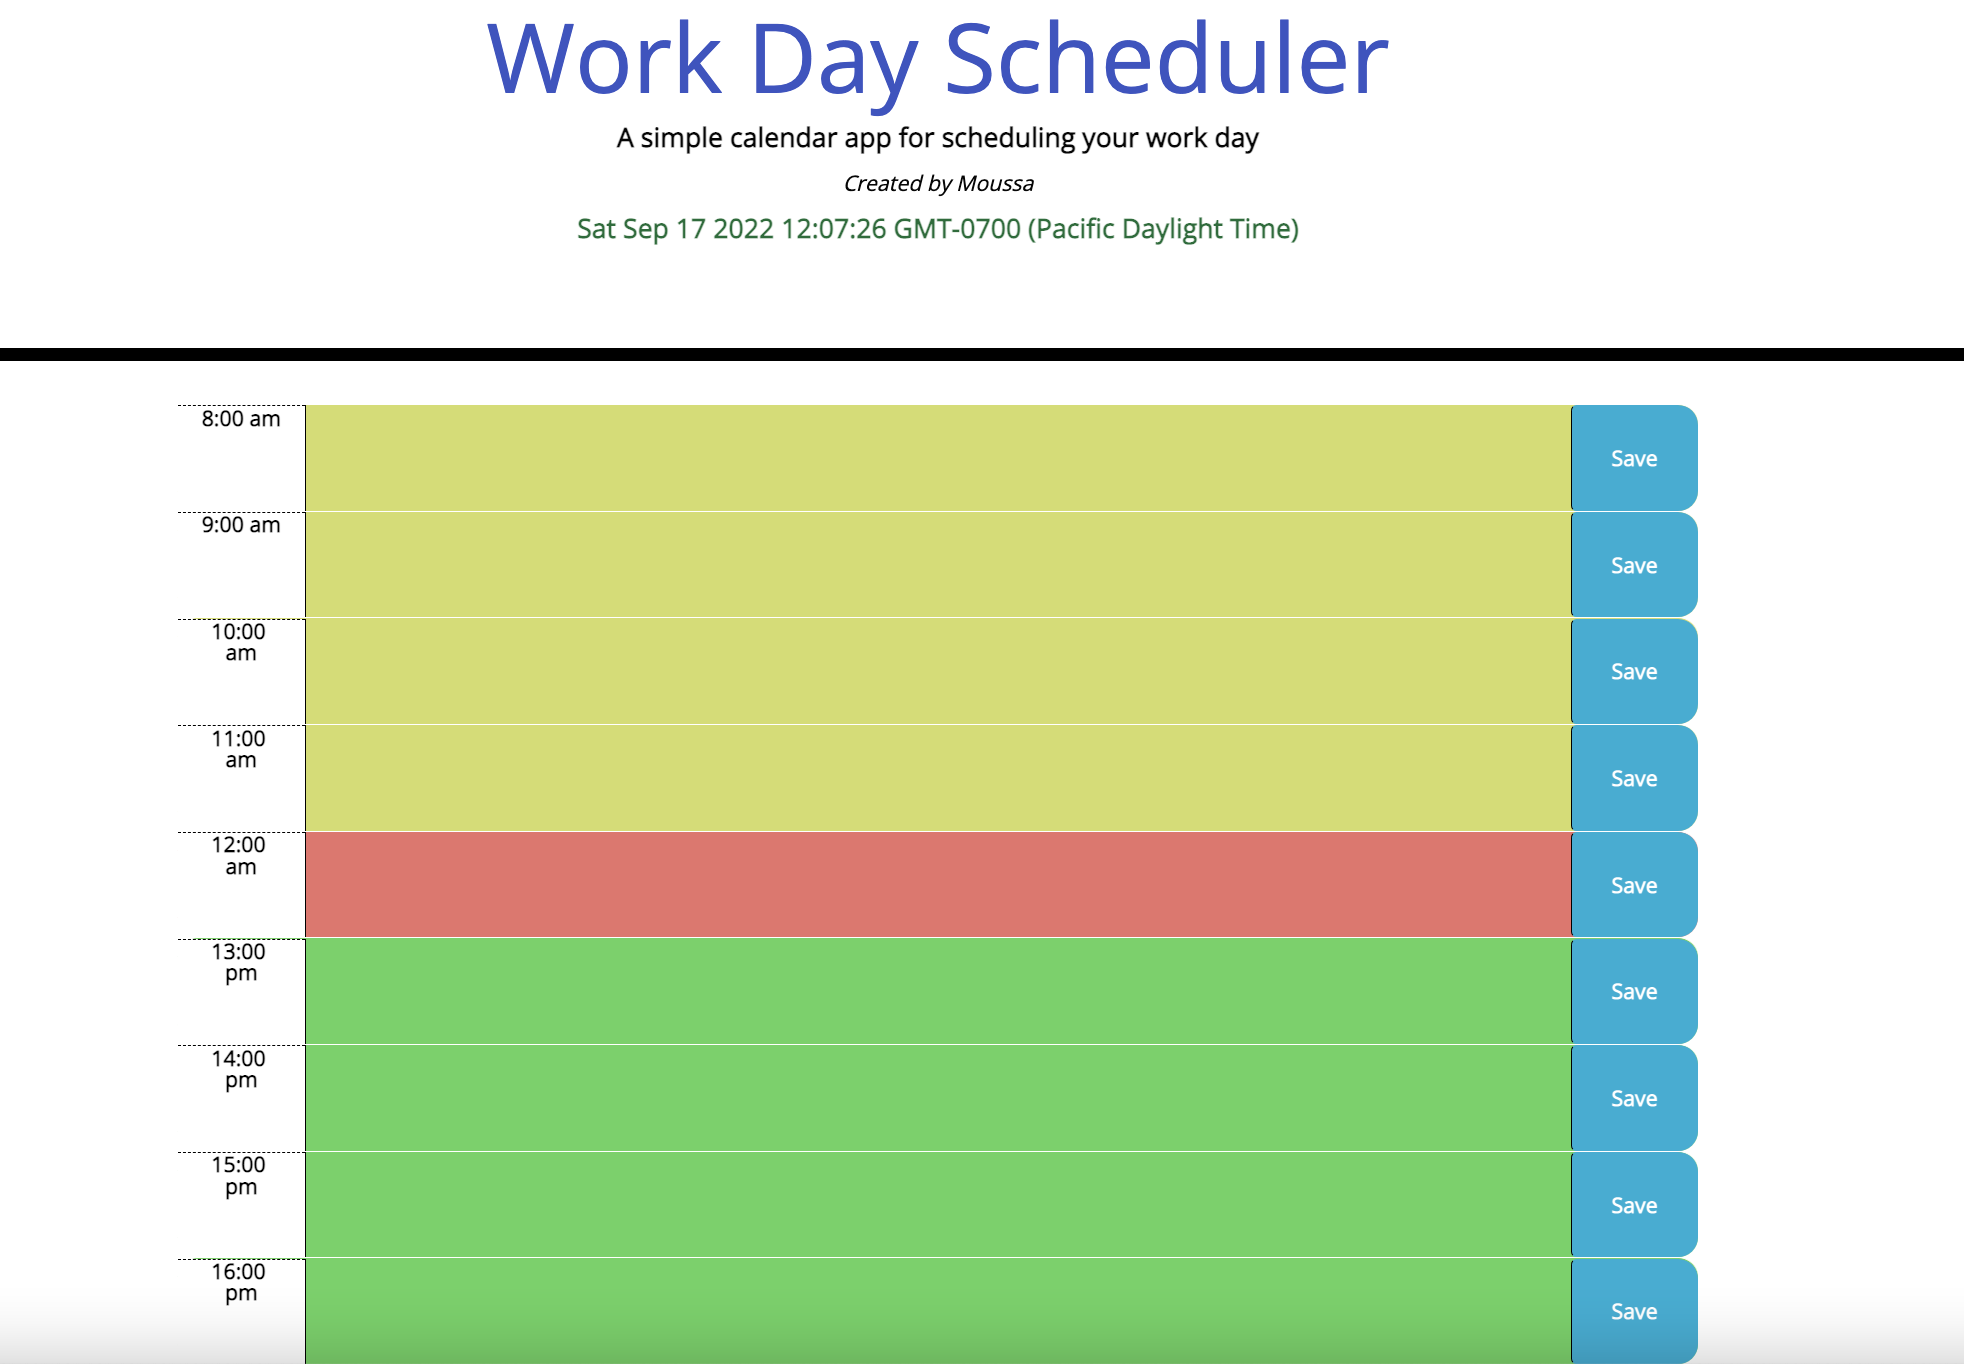 Work Day Scheduler
A simple calendar app for scheduling your work day
Created by Moussa
Sat Sep 17 2022 12:07:26 GMT-0700 (Pacific Daylight Time)
8:00 am
Save
9:00 am
Save
10:00
am
Save
11:00
am
Save
12:00
am
Save
13:00
pm
Save
14:00
pm
Save
15:00
pm
Save
16:00
pm
Save